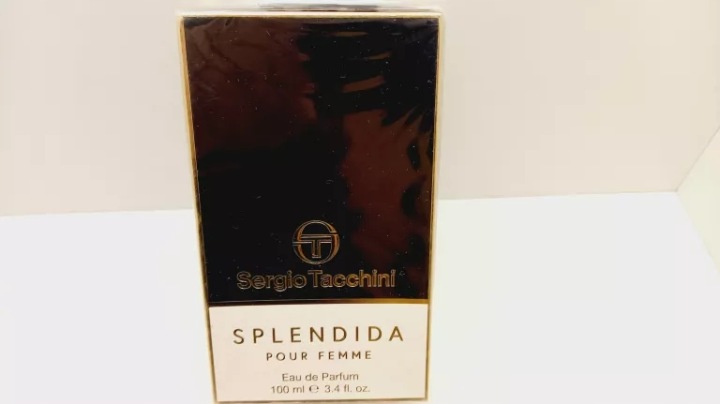 Sergio Tacchini
SPLENDIDA
POUR FEMME
Eau de Parfum
100 ml ℮ 3.4 fl. oz.